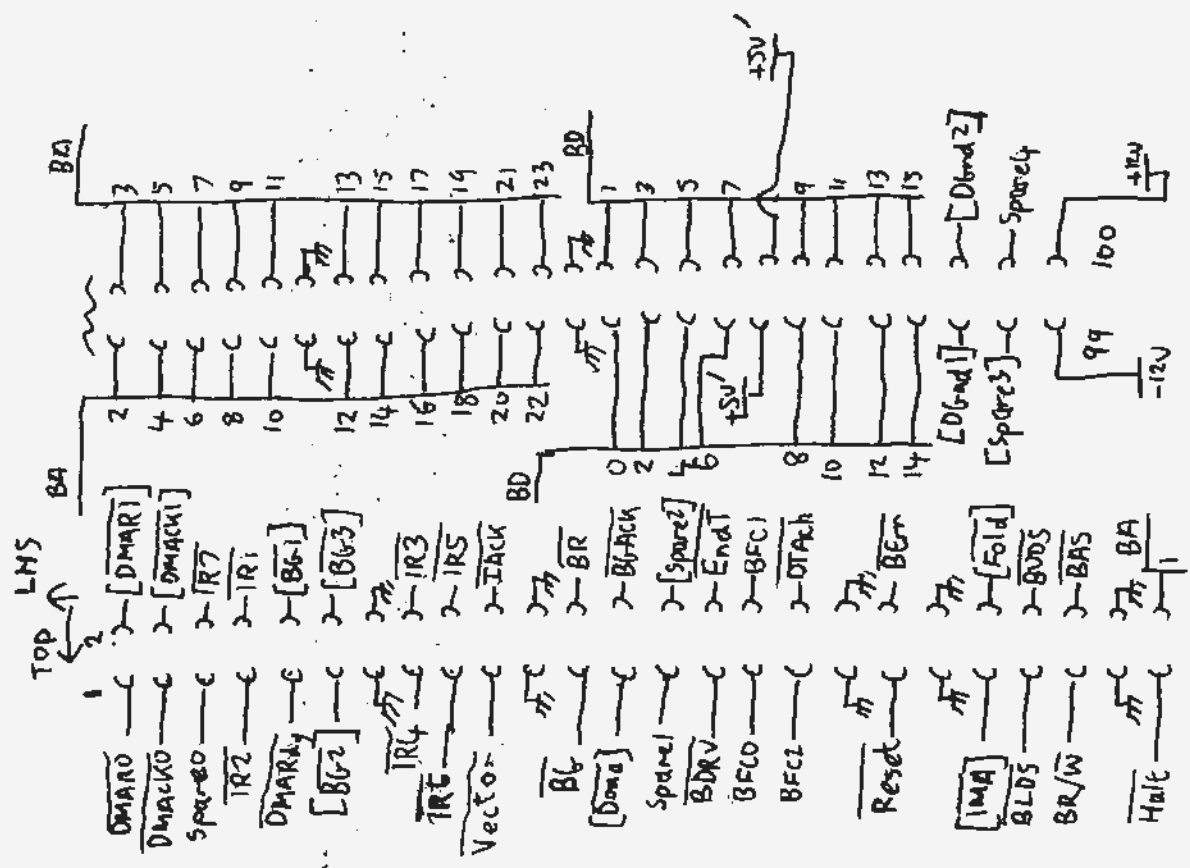 TOP LHS
1 2
DMAR0 [DMAR1]
DMACK0 [DMACK1]
Spare0 IR7
IR2 IR1
DMARdy [BG1]
[BG2] [BG3]
IR4 IR3
IR6 IR5
Vector IACK
BG BR
[Dma] BGACK
Spare1 [Spare2]
BDRV EndT
BFC0 BFC1
BFC2 DTAch
Reset BErr
[IMA] [Fold]
BLDS BUDS
BR/W BAS
Halt BA
1
BA BA
2 3
4 5
6 7
8 9
10 11
12 13
14 15
16 17
18 19
20 21
22 23
BD BD
0 1
2 3
4 5
6 7
+5V' +5V'
8 9
10 11
12 13
14 15
[DGnd1] [DGnd2]
[Spare3] Spare4
99 100
-12V +12V